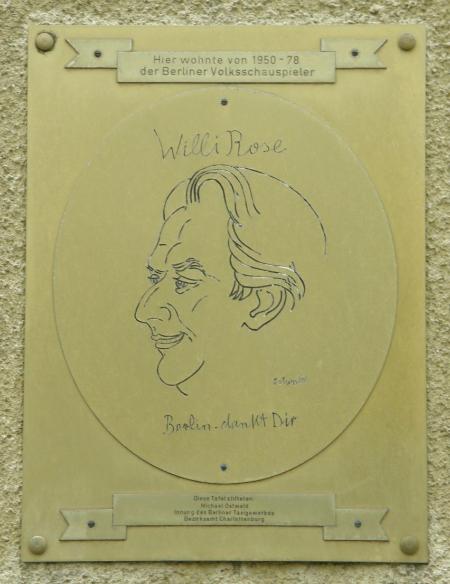 Hier wohnte von 1950 - 78
der Berliner Volksschauspieler
Willi Rose
Berlin-dankt Dir
Diese Tafel stifteten:
Michael Ostwald
Innung des Berliner Taxigewerbes
Bezirksamt Charlottenburg